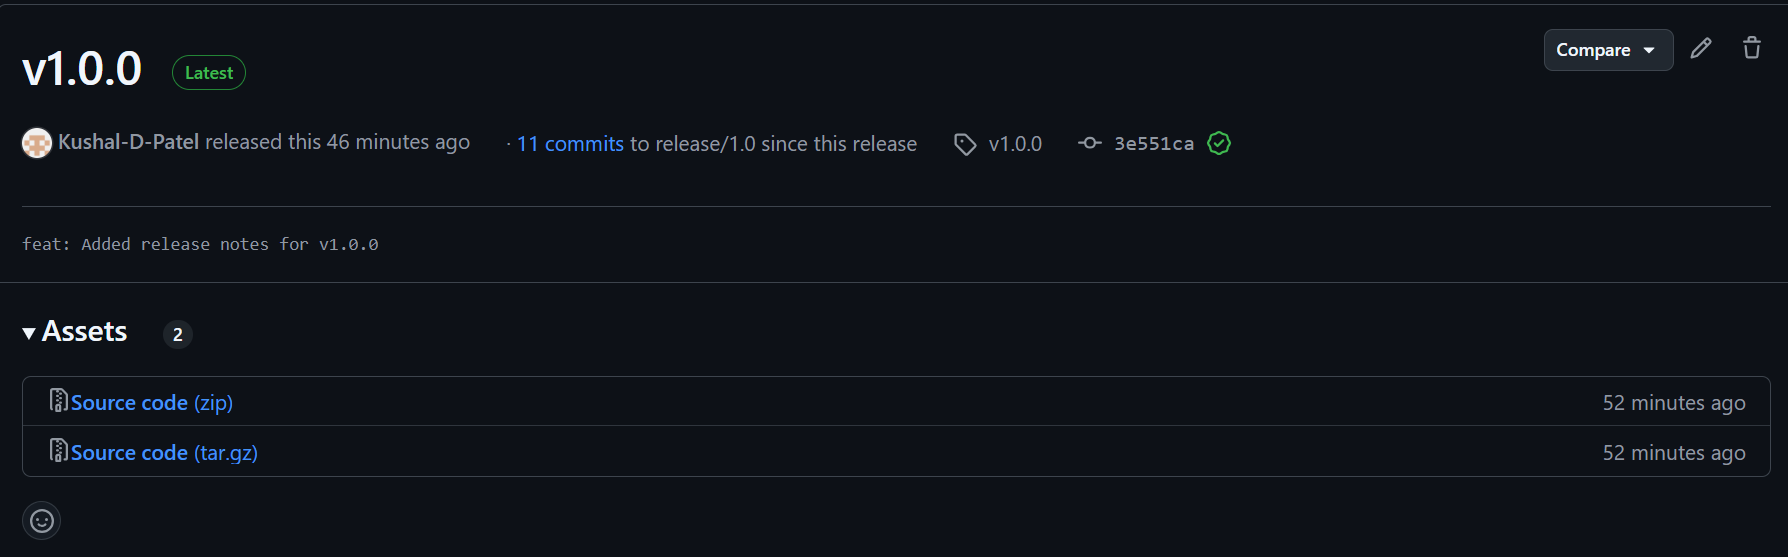 v1.0.0 Latest Compare
Kushal-D-Patel released this 46 minutes ago · 11 commits to release/1.0 since this release v1.0.0 3e551ca
feat: Added release notes for v1.0.0
Assets 2
Source code (zip) 52 minutes ago
Source code (tar.gz) 52 minutes ago